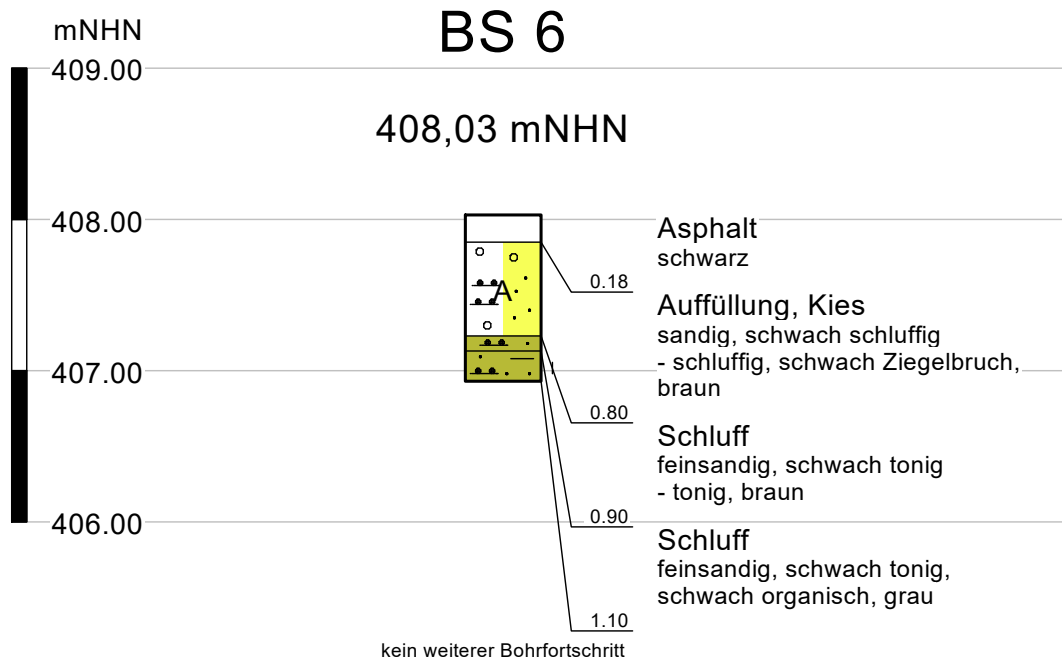 mNHN
BS 6
409.00
408,03 mNHN
408.00
Asphalt
schwarz
0.18
A
Auffüllung, Kies
sandig, schwach schluffig
- schluffig, schwach Ziegelbruch,
braun
407.00
0.80
Schluff
feinsandig, schwach tonig
- tonig, braun
0.90
406.00
Schluff
feinsandig, schwach tonig,
schwach organisch, grau
1.10
kein weiterer Bohrfortschritt